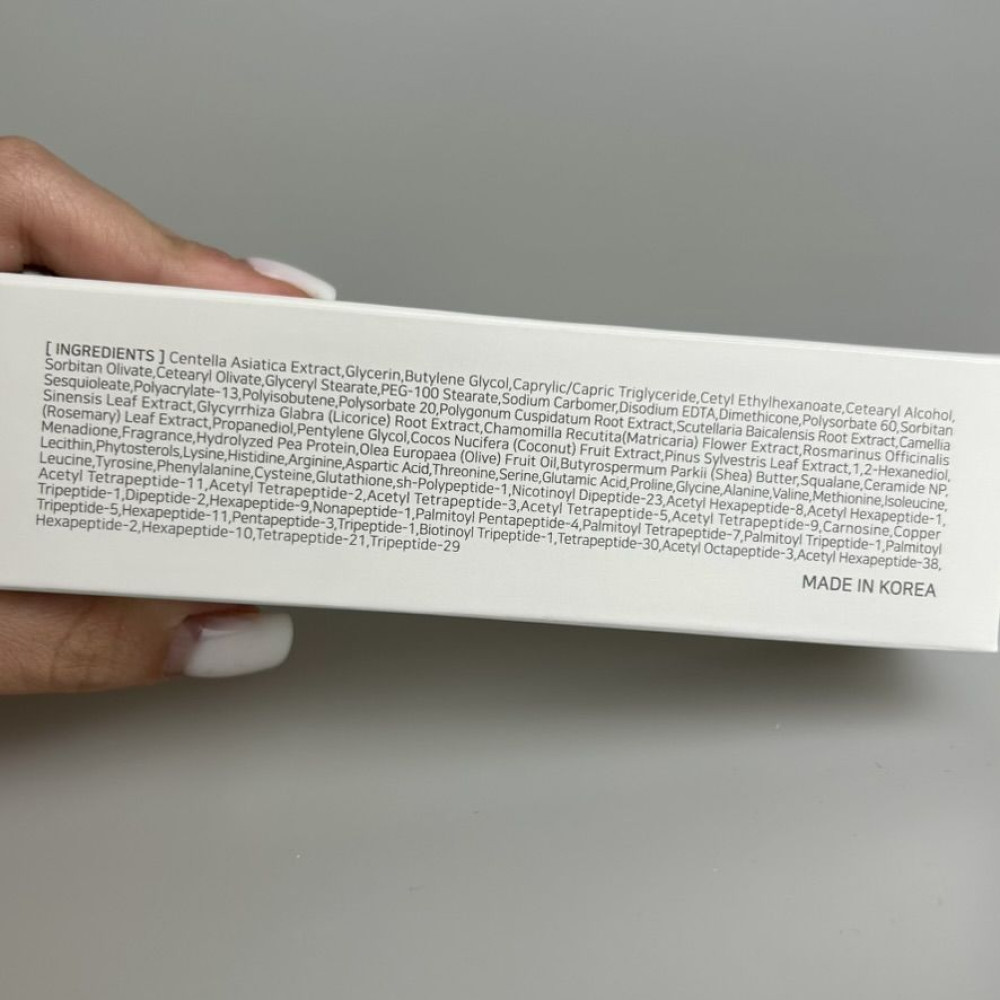 [ INGREDIENTS ] Centella Asiatica Extract,Glycerin,Butylene Glycol,Caprylic/Capric Triglyceride,Cetyl Ethylhexanoate,Cetearyl Alcohol,
Sorbitan Olivate,Cetearyl Olivate,Glyceryl Stearate,PEG-100 Stearate,Sodium Carbomer,Disodium EDTA,Dimethicone,Polysorbate 60,Sorbitan
Sesquioleate,Polyacrylate-13,Polyisobutene,Polysorbate 20,Polygonum Cuspidatum Root Extract,Scutellaria Baicalensis Root Extract,Camellia
Sinensis Leaf Extract,Glycyrrhiza Glabra (Licorice) Root Extract,Chamomilla Recutita(Matricaria) Flower Extract,Rosmarinus Officinalis
(Rosemary) Leaf Extract,Propanediol,Pentylene Glycol,Cocos Nucifera (Coconut) Fruit Extract,Pinus Sylvestris Leaf Extract,1,2-Hexanediol,
Menadione,Fragrance,Hydrolyzed Pea Protein,Olea Europaea (Olive) Fruit Oil,Butyrospermum Parkii (Shea) Butter,Squalane,Ceramide NP,
Lecithin,Phytosterols,Lysine,Histidine,Arginine,Aspartic Acid,Threonine,Serine,Glutamic Acid,Proline,Glycine,Alanine,Valine,Methionine,Isoleucine,
Leucine,Tyrosine,Phenylalanine,Cysteine,Glutathione,sh-Polypeptide-1,Nicotinoyl Dipeptide-23,Acetyl Hexapeptide-8,Acetyl Hexapeptide-1,
Acetyl Tetrapeptide-11,Acetyl Tetrapeptide-2,Acetyl Tetrapeptide-3,Acetyl Tetrapeptide-5,Acetyl Tetrapeptide-9,Carnosine,Copper
Tripeptide-1,Dipeptide-2,Hexapeptide-9,Nonapeptide-1,Palmitoyl Pentapeptide-4,Palmitoyl Tetrapeptide-7,Palmitoyl Tripeptide-1,Palmitoyl
Tripeptide-5,Hexapeptide-11,Pentapeptide-3,Tripeptide-1,Biotinoyl Tripeptide-1,Tetrapeptide-30,Acetyl Octapeptide-3,Acetyl Hexapeptide-38,
Hexapeptide-2,Hexapeptide-10,Tetrapeptide-21,Tripeptide-29
MADE IN KOREA